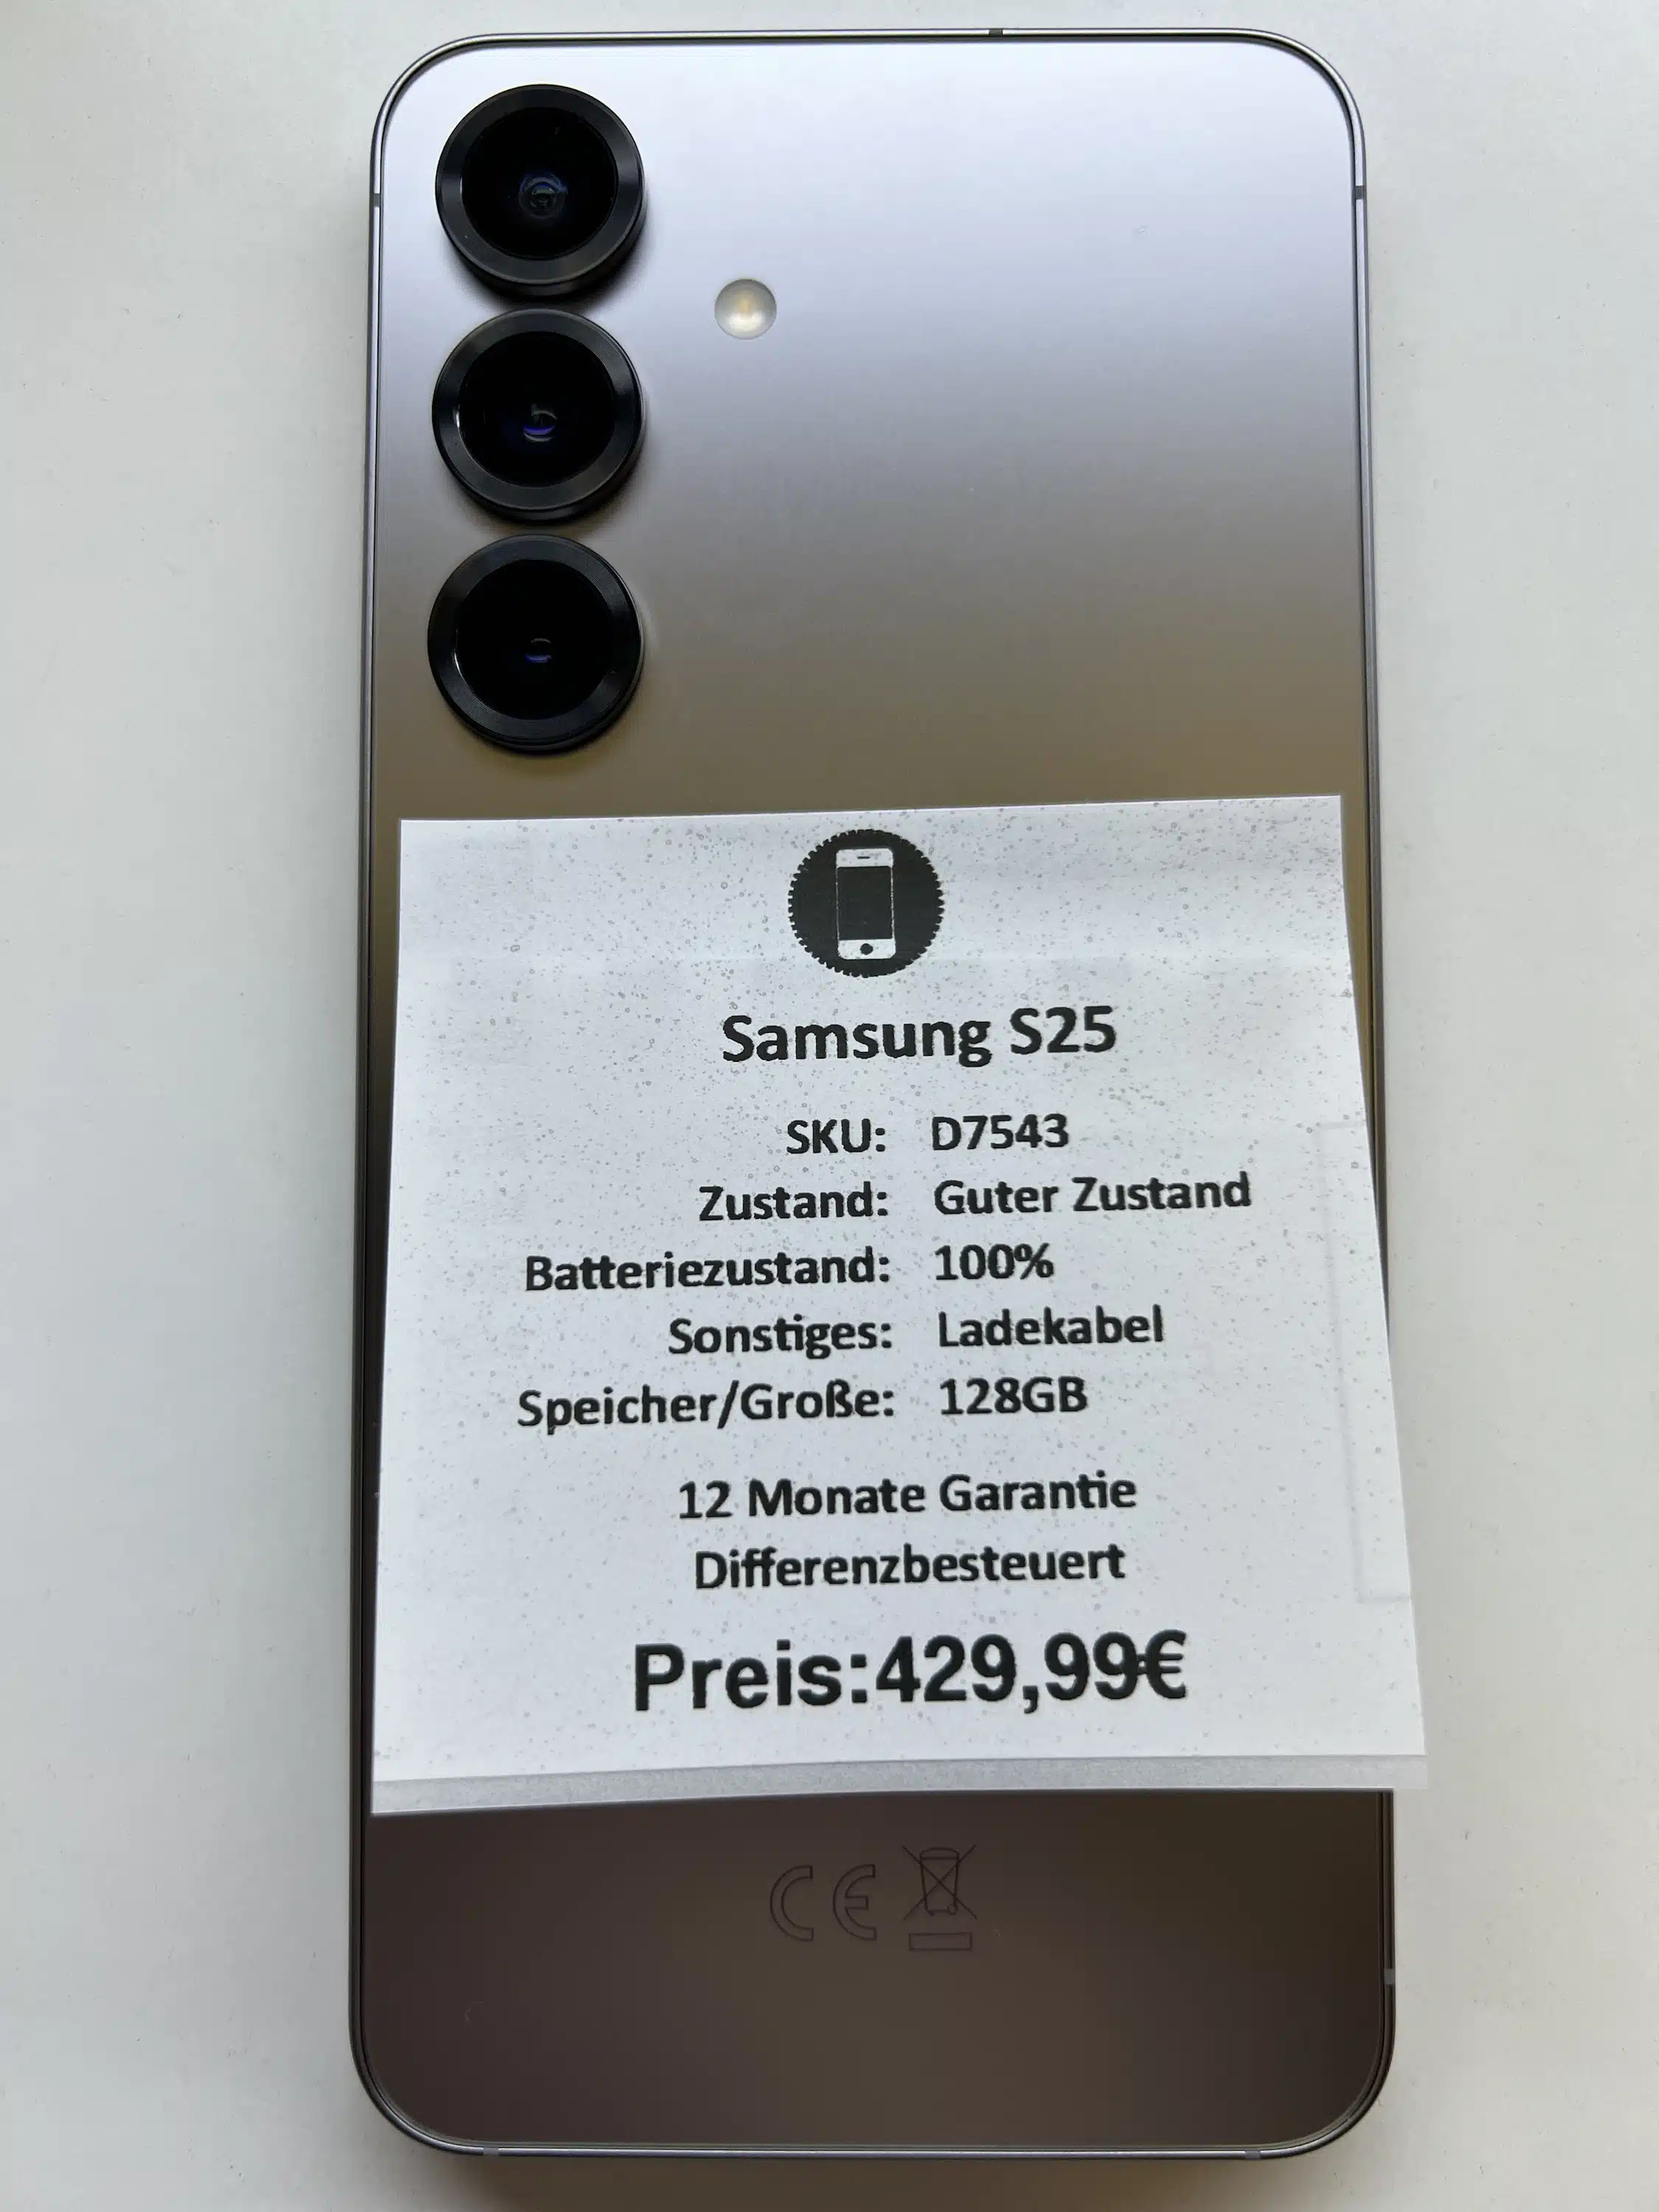 Samsung S25
SKU: D7543
Zustand: Guter Zustand
Batteriezustand: 100%
Sonstiges: Ladekabel
Speicher/Große: 128GB
12 Monate Garantie
Differenzbesteuert
Preis:429,99€
CE